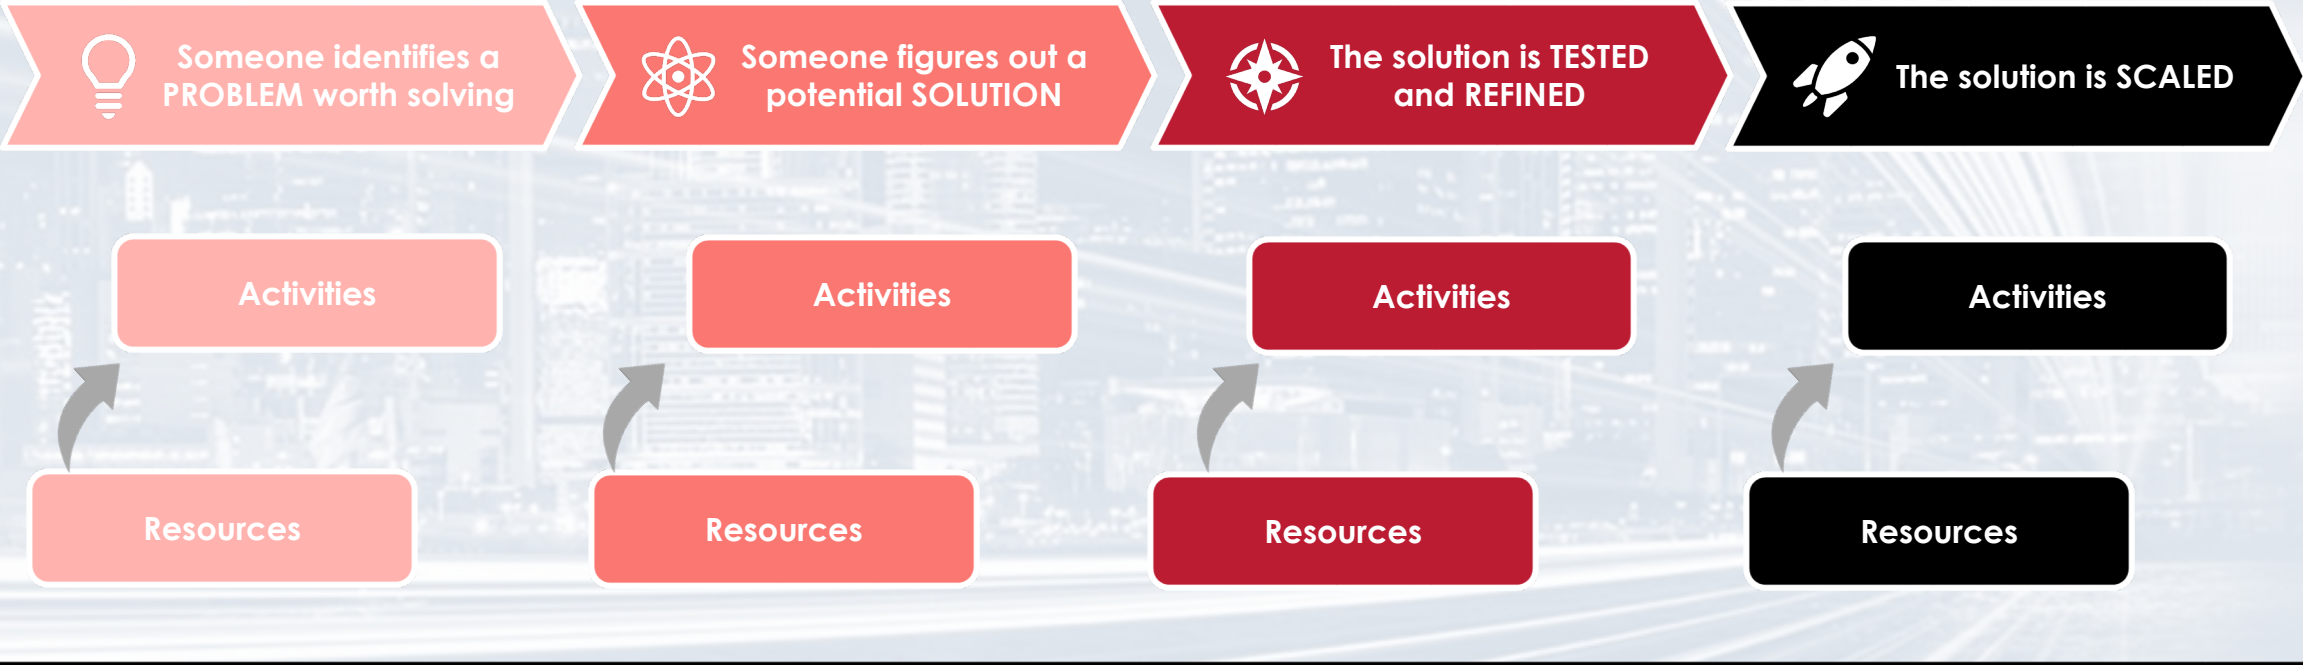 Someone identifies a
PROBLEM worth solving
Someone figures out a
potential SOLUTION
The solution is TESTED
and REFINED
The solution is SCALED
Activities
Activities
Activities
Activities
Resources
Resources
Resources
Resources